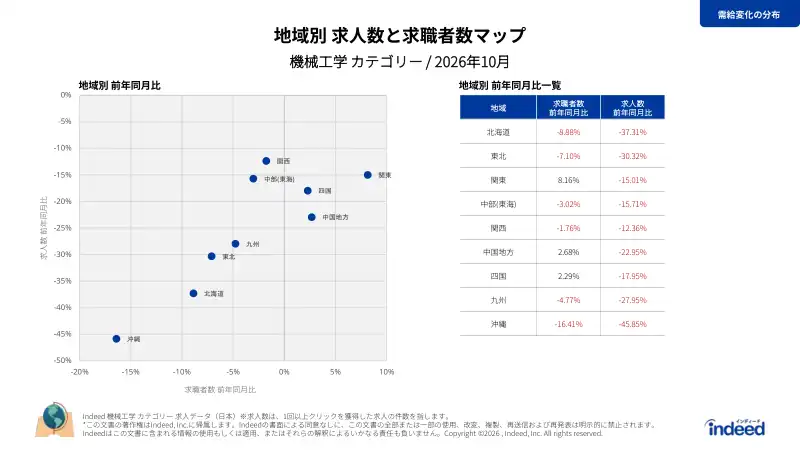 需給変化の分布
地域別 求人数と求職者数マップ
機械工学 カテゴリー / 2026年10月
地域別 前年同月比
0%
-5%
-10%
-15%
-20%
-25%
-30%
-35%
-40%
-45%
-50%
求人数 前年同月比
関西
関東
中部(東海)
四国
中国地方
九州
東北
北海道
沖縄
-20%
-15%
-10%
-5%
0%
5%
10%
求職者数 前年同月比
地域別 前年同月比一覧
地域 求職者数 前年同月比 求人数 前年同月比
北海道 -8.88% -37.31%
東北 -7.10% -30.32%
関東 8.16% -15.01%
中部(東海) -3.02% -15.71%
関西 -1.76% -12.36%
中国地方 2.68% -22.95%
四国 2.29% -17.95%
九州 -4.77% -27.95%
沖縄 -16.41% -45.85%
Indeed 機械工学 カテゴリー 求人データ（日本）※求人数は、1回以上クリックを獲得した求人の件数を指します。
*この文書の著作権はIndeed, Inc.に帰属します。Indeedの書面による同意なしに、この文書の全部または一部の使用、改変、複製、再送信および再発表は明示的に禁止されます。
Indeedはこの文書に含まれる情報の使用もしくは適用、またはそれらの解釈によるいかなる責任も負いません。Copyright ©2026 , Indeed, Inc. All rights reserved.
インディード
indeed